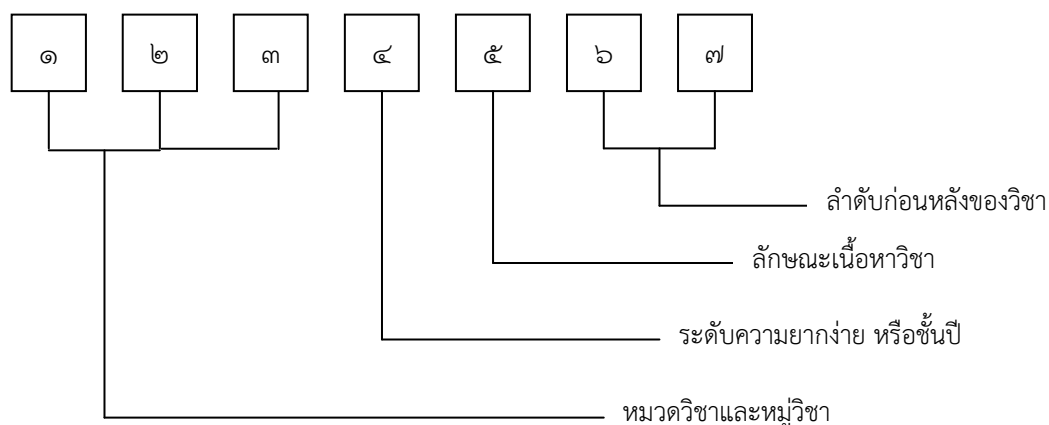 ๑ ๒ ๓ ๔ ๕ ๖ ๗
ลำดับก่อนหลังของวิชา
ลักษณะเนื้อหาวิชา
ระดับความยากง่าย หรือชั้นปี
หมวดวิชาและหมู่วิชา